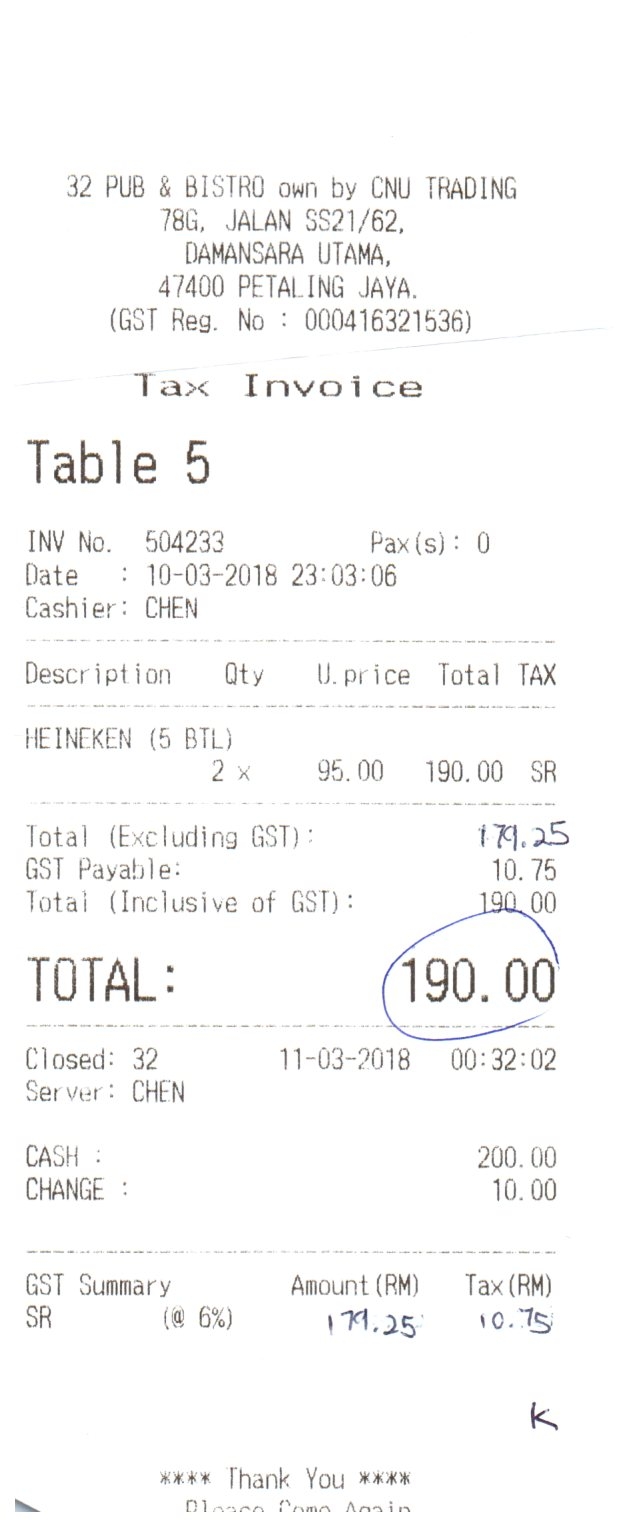 32 PUB & BISTRO own by CNU TRADING
78G, JALAN SS21/62,
DAMANSARA UTAMA,
47400 PETALING JAYA.
(GST Reg. No : 000416321536)
Tax Invoice
Table 5
INV No. 504233 Pax(s): 0
Date : 10-03-2018 23:03:06
Cashier: CHEN
Description Qty U.price Total TAX
HEINEKEN (5 BTL)
2 x 95.00 190.00 SR
Total (Excluding GST): 179.25
GST Payable: 10.75
Total (Inclusive of GST): 190.00
TOTAL: 190.00
Closed: 32 11-03-2018 00:32:02
Server: CHEN
CASH : 200.00
CHANGE : 10.00
GST Summary Amount(RM) Tax(RM)
SR (@ 6%) 179.25 10.75
K
**** Thank You ****
Please Come Again